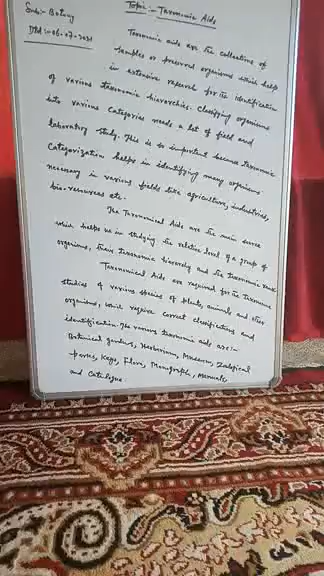 Sub:- Botany
Topic:- Taxonomic Aids
Dtd:- 06-07-2021
Taxonomic aids are the collections of
samples or preserved organisms which help
in extensive research for the identification
of various taxonomic hierarchies. Classifying organisms
into various categories needs a lot of field and
laboratory study. This is so important because taxonomic
categorization helps in identifying many organisms
necessary in various fields like agriculture, industries,
bio-resources etc.
The Taxonomical Aids are the main source
which helps us in studying the relative level of a group of
organisms, their taxonomic hierarchy and the taxonomic rank
Taxonomical Aids are required for the taxonomic
studies of various species of plants, animals and other
organisms, which require correct classifications and
identification. The various taxonomic aids are:-
Botanical gardens, Herbarium, Museum, Zoological
parks, Keys, Flora, Monograph, Manuals
and Catalogue.